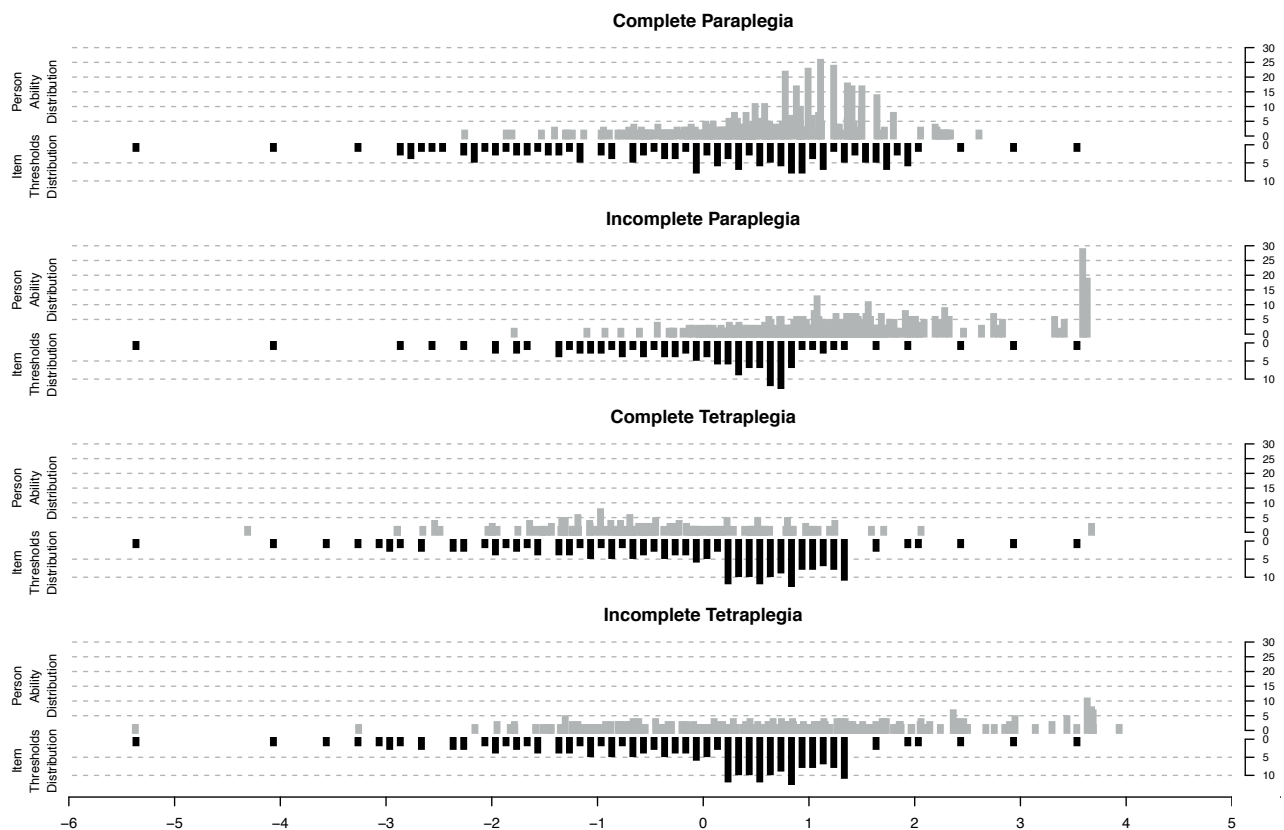 Complete Paraplegia
Person
Ability
Distribution
30
25
20
15
10
5
0
Item
Thresholds
Distribution
0
5
10
Incomplete Paraplegia
Person
Ability
Distribution
30
25
20
15
10
5
0
Item
Thresholds
Distribution
0
5
10
Complete Tetraplegia
Person
Ability
Distribution
30
25
20
15
10
5
0
Item
Thresholds
Distribution
0
5
10
Incomplete Tetraplegia
Person
Ability
Distribution
30
25
20
15
10
5
0
Item
Thresholds
Distribution
0
5
10
−6 −5 −4 −3 −2 −1 0 1 2 3 4 5